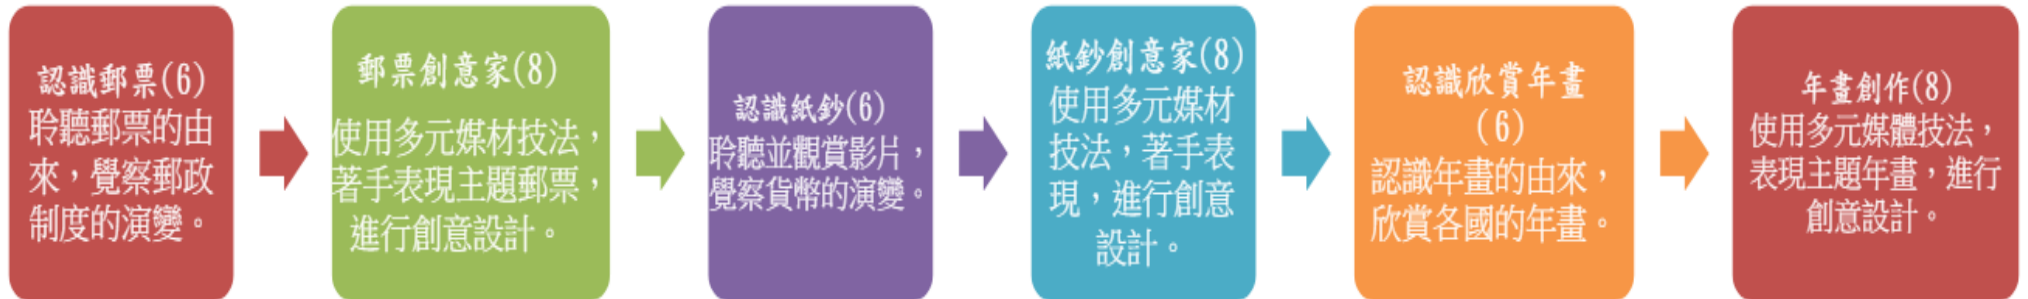 認識郵票(6)
聆聽郵票的由
來，覺察郵政
制度的演變。
郵票創意家(8)
使用多元媒材技法，
著手表現主題郵票，
進行創意設計。
認識紙鈔(6)
聆聽並觀賞影片，
覺察貨幣的演變。
紙鈔創意家(8)
使用多元媒材
技法，著手表
現，進行創意
設計。
認識欣賞年畫
(6)
認識年畫的由來，
欣賞各國的年畫。
年畫創作(8)
使用多元媒體技法，
表現主題年畫，進行
創意設計。